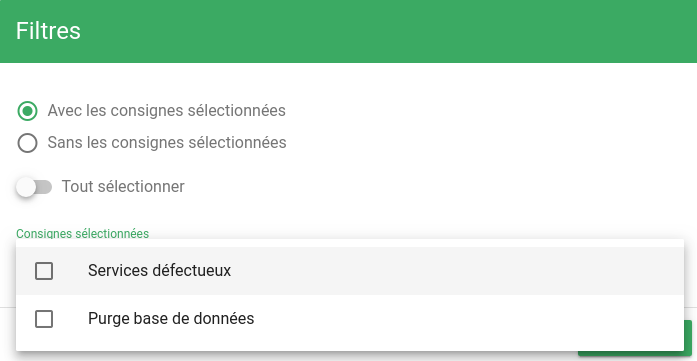 Filtres
Avec les consignes sélectionnées
Sans les consignes sélectionnées
Tout sélectionner
Consignes sélectionnées
Services défectueux
Purge base de données